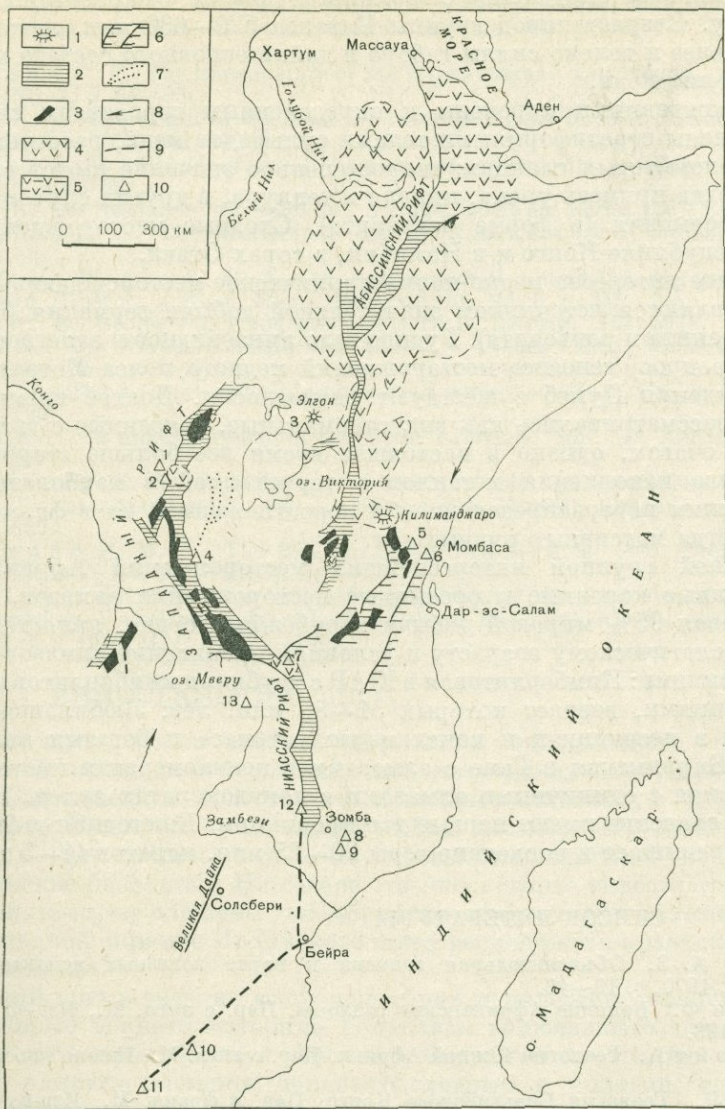 1
2
3
4
5
6
7
8
9
10
0 100 300 км
Хартум
Массауа
КРАСНОЕ
МОРЕ
Аден
Голубой Нил
Белый Нил
АБИССИНСКИЙ РИФТ
Конго
Элгон
3
РИФТ
1
2
оз. Виктория
Килиманджаро
4
5
6
Момбаса
ЗАПАДНЫЙ
Дар-эс-Салам
оз. Мверу
7
13
НИАССКИЙ РИФТ
12
Зомба
8
9
Замбези
Великая Дайка
Солсбери
Бейра
10
11
ИНДИЙСКИЙ ОКЕАН
Мадагаскар